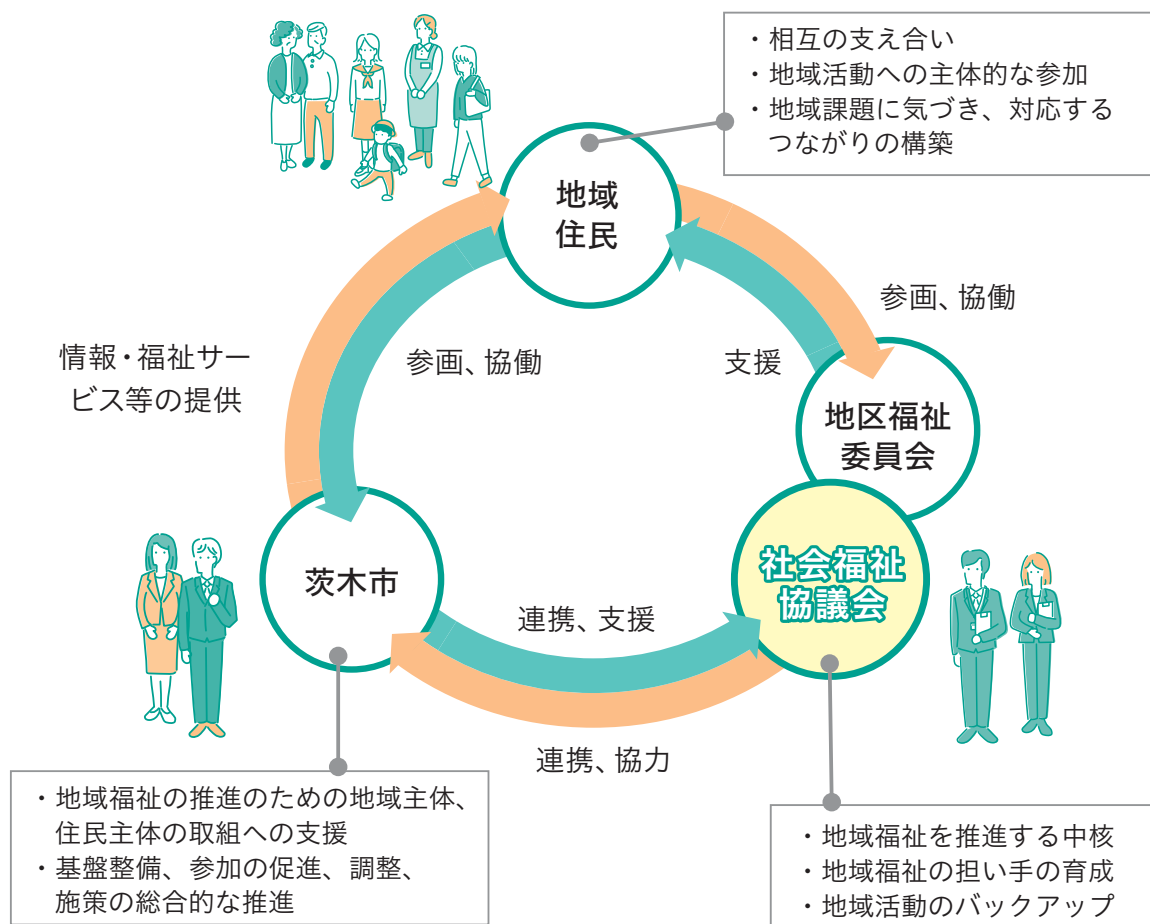 ・相互の支え合い
・地域活動への主体的な参加
・地域課題に気づき、対応する
つながりの構築
地域
住民
参画、協働
支援
参画、協働
情報・福祉サー
ビス等の提供
地区福祉
委員会
社会福祉
協議会
茨木市
連携、支援
連携、協力
・地域福祉の推進のための地域主体、
住民主体の取組への支援
・基盤整備、参加の促進、調整、
施策の総合的な推進
・地域福祉を推進する中核
・地域福祉の担い手の育成
・地域活動のバックアップ